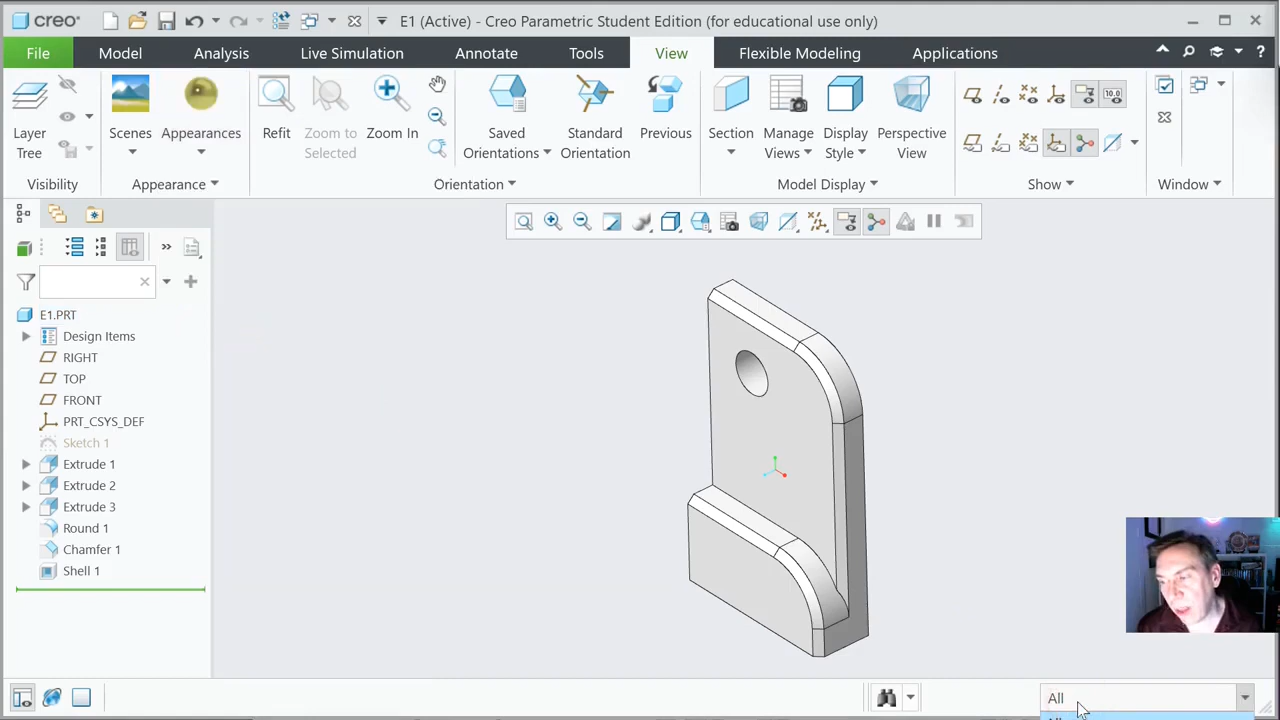 creo E1 (Active) - Creo Parametric Student Edition (for educational use only)
File Model Analysis Live Simulation Annotate Tools View Flexible Modeling Applications
Layer Tree
Scenes
Appearances
Refit
Zoom to Selected
Zoom In
Saved Orientations
Standard Orientation
Previous
Section
Manage Views
Display Style
Perspective View
10.0
Visibility Appearance Orientation Model Display Show Window
E1.PRT
Design Items
RIGHT
TOP
FRONT
PRT_CSYS_DEF
Sketch 1
Extrude 1
Extrude 2
Extrude 3
Round 1
Chamfer 1
Shell 1
All